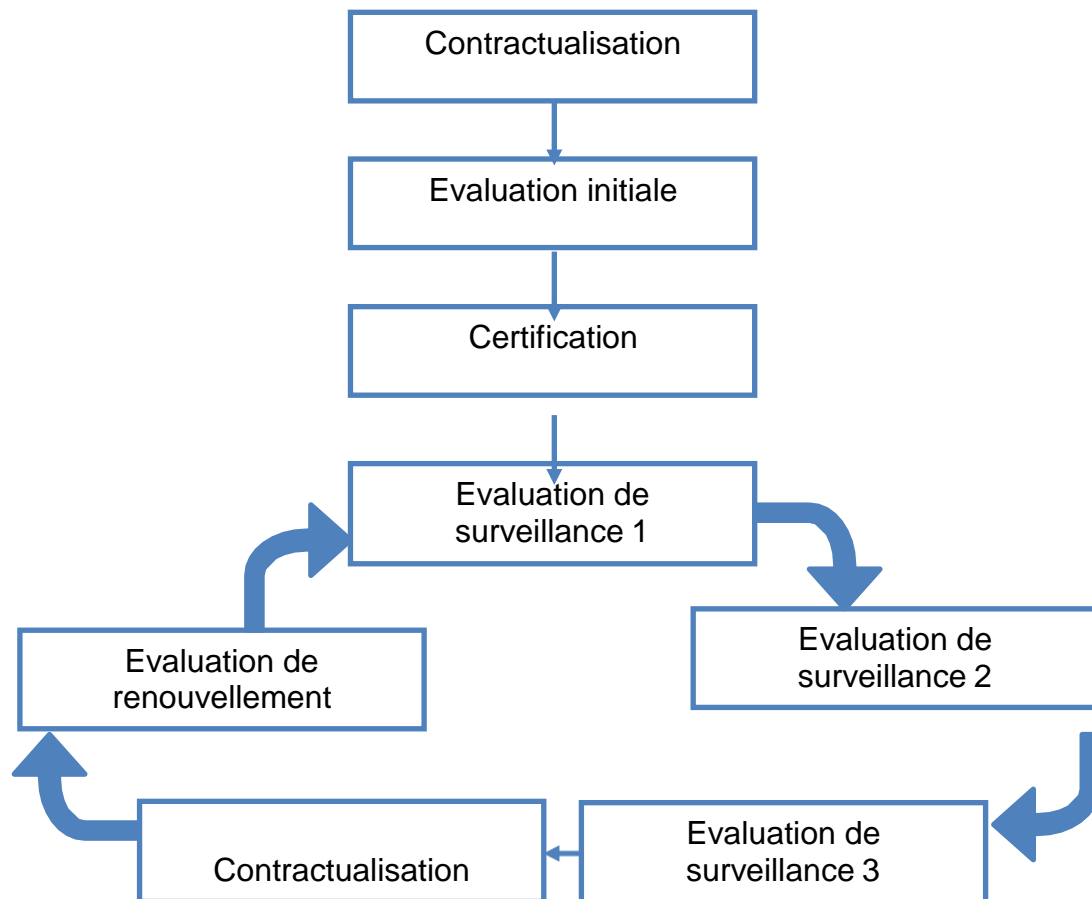 Contractualisation
Evaluation initiale
Certification
Evaluation de
surveillance 1
Evaluation de
surveillance 2
Evaluation de
renouvellement
Evaluation de
surveillance 3
Contractualisation